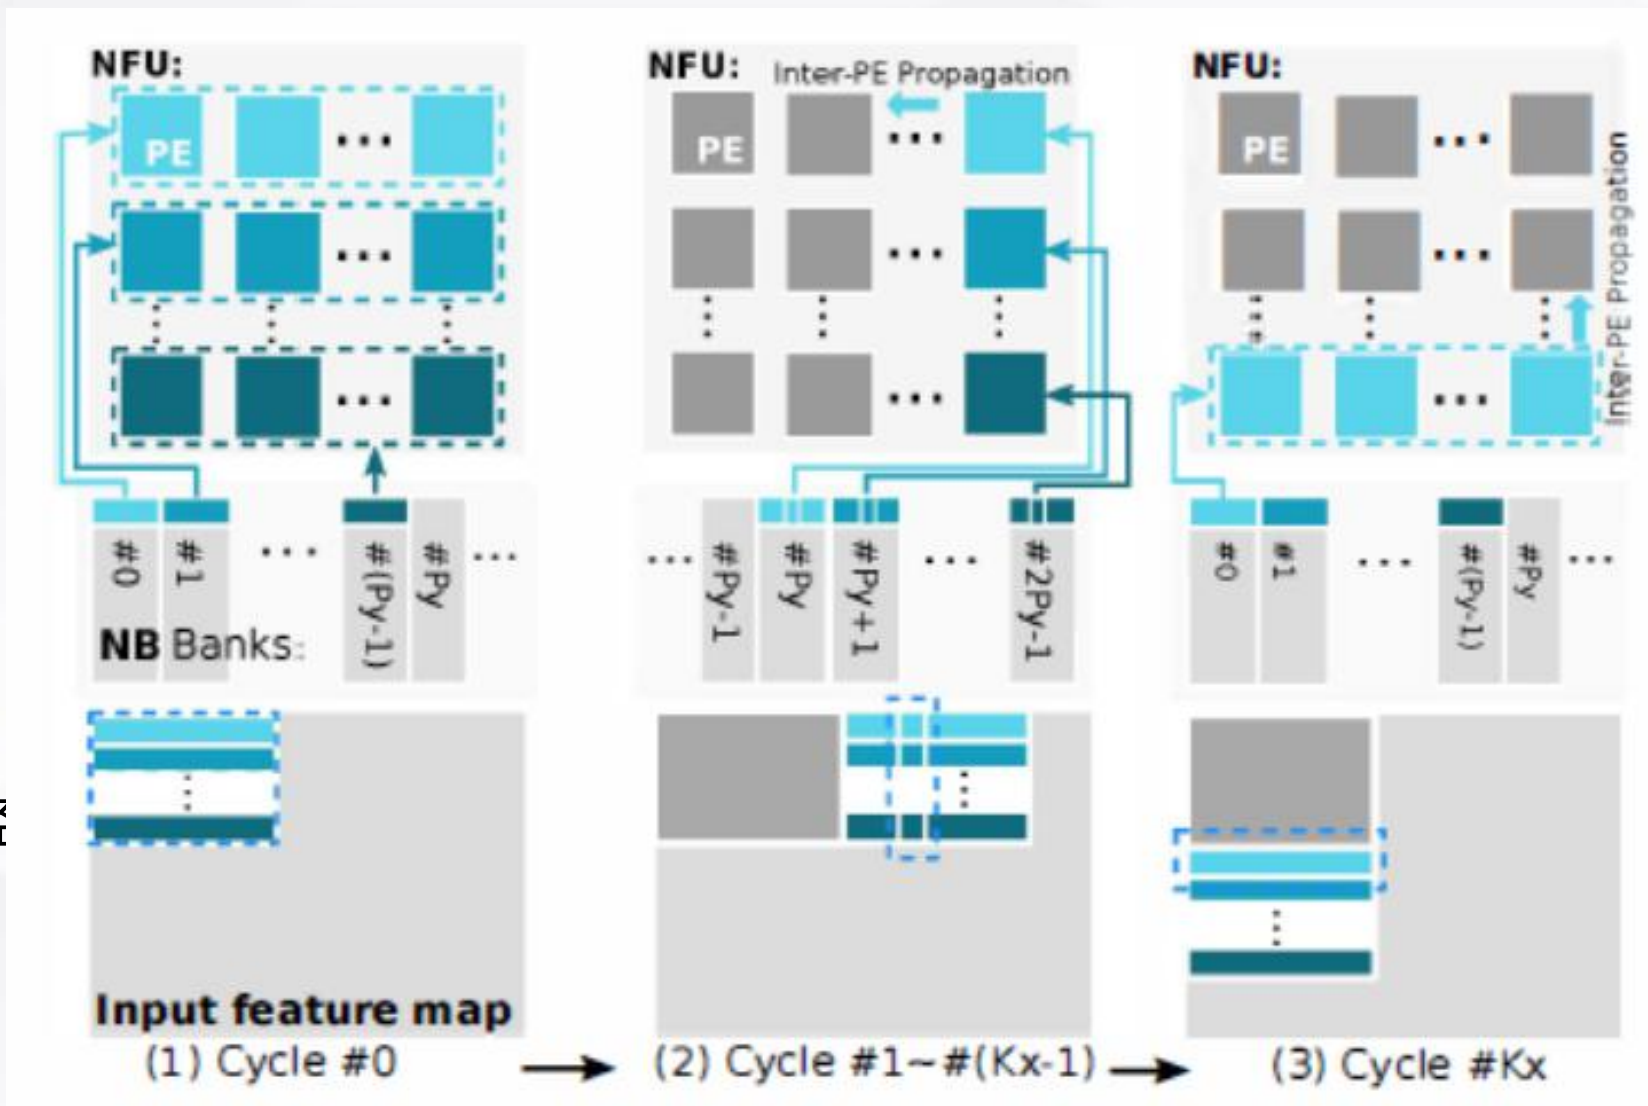 NFU:
PE
#0
#1
#(Py-1)
#Py
NB Banks:
Input feature map
(1) Cycle #0
NFU:
Inter-PE Propagation
PE
#Py-1
#Py
#Py+1
#2Py-1
(2) Cycle #1~#(Kx-1)
NFU:
PE
Inter-PE Propagation
#0
#1
#(Py-1)
#Py
(3) Cycle #Kx